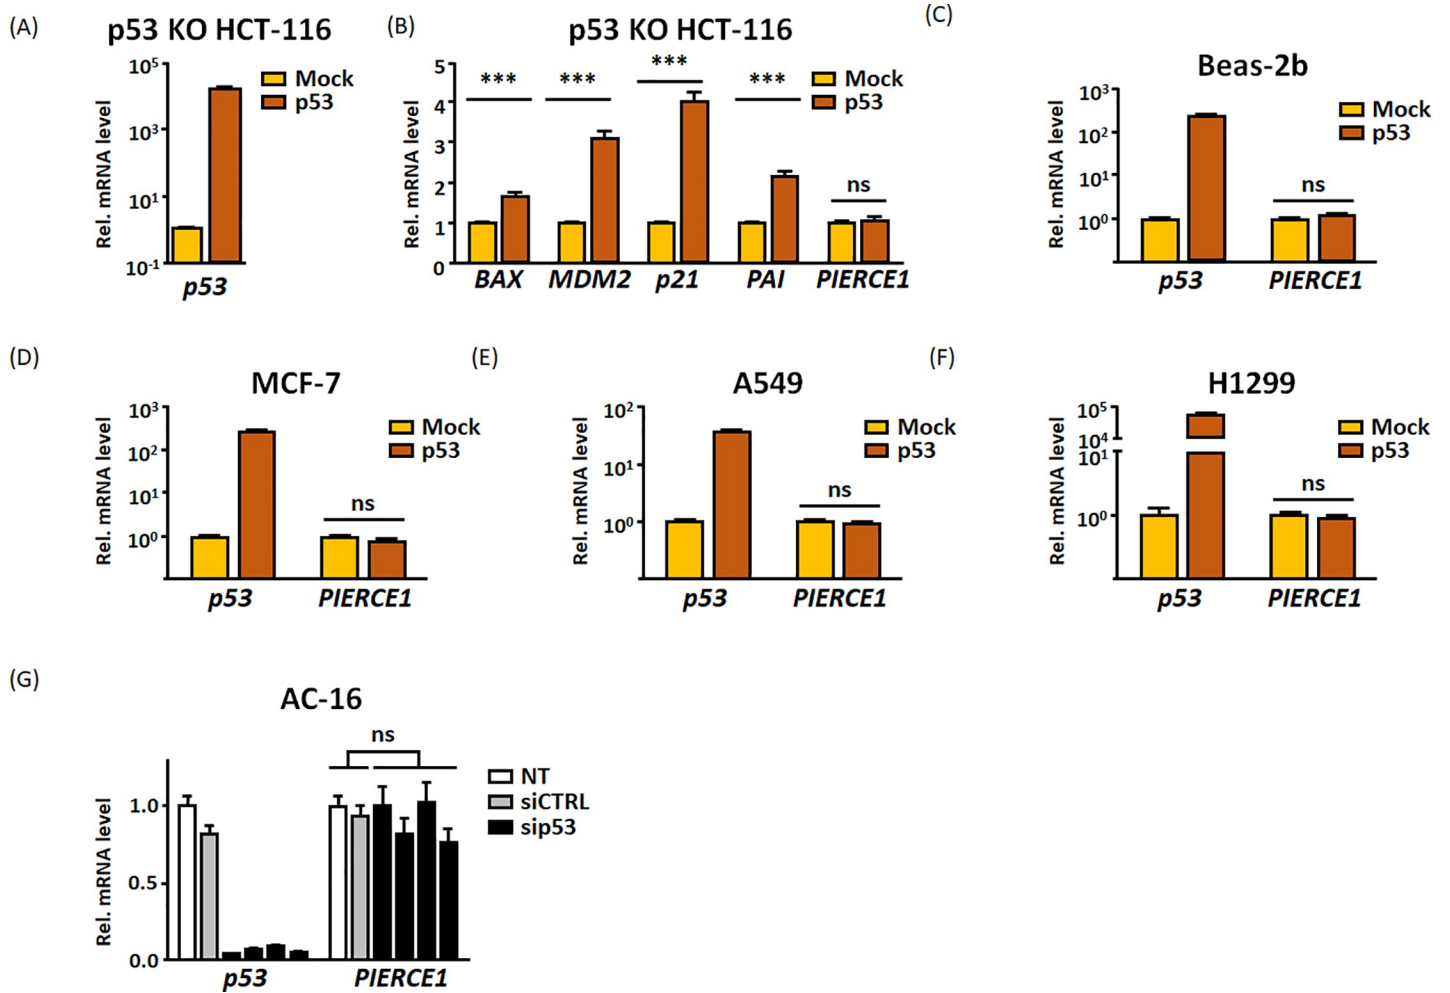 (A)
p53 KO HCT-116
10⁵
10³
10¹
10⁻¹
Rel. mRNA level
Mock
p53
p53
(B)
p53 KO HCT-116
5
4
3
2
1
0
Rel. mRNA level
***
***
***
***
ns
Mock
p53
BAX MDM2 p21 PAI PIERCE1
(C)
Beas-2b
10³
10²
10¹
10⁰
Rel. mRNA level
Mock
p53
ns
p53 PIERCE1
(D)
MCF-7
10³
10²
10¹
10⁰
Rel. mRNA level
Mock
p53
ns
p53 PIERCE1
(E)
A549
10²
10¹
10⁰
Rel. mRNA level
Mock
p53
ns
p53 PIERCE1
(F)
H1299
10⁵
10⁴
10¹
10⁰
Rel. mRNA level
Mock
p53
ns
p53 PIERCE1
(G)
AC-16
1.0
0.5
0.0
Rel. mRNA level
ns
NT
siCTRL
sip53
p53 PIERCE1